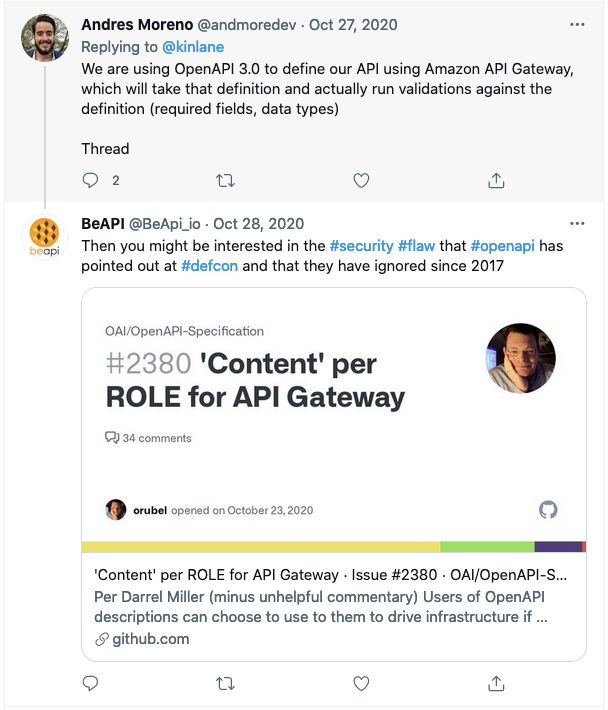 Andres Moreno @andmoredev · Oct 27, 2020
Replying to @kinlane
We are using OpenAPI 3.0 to define our API using Amazon API Gateway,
which will take that definition and actually run validations against the
definition (required fields, data types)
Thread
2
BeAPI @BeApi_io · Oct 28, 2020
beapi
Then you might be interested in the #security #flaw that #openapi has
pointed out at #defcon and that they have ignored since 2017
OAI/OpenAPI-Specification
#2380 'Content' per
ROLE for API Gateway
34 comments
orubel opened on October 23, 2020
'Content' per ROLE for API Gateway · Issue #2380 · OAI/OpenAPI-S...
Per Darrel Miller (minus unhelpful commentary) Users of OpenAPI
descriptions can choose to use to them to drive infrastructure if ...
github.com